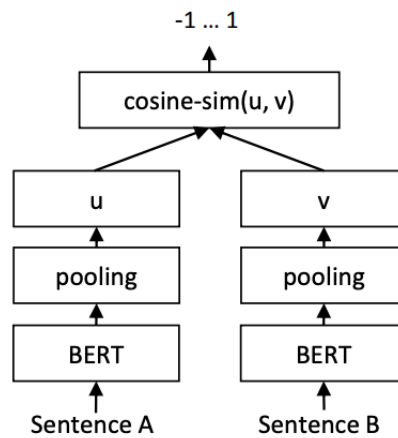 -1 … 1
cosine-sim(u, v)
u
v
pooling
pooling
BERT
BERT
Sentence A
Sentence B